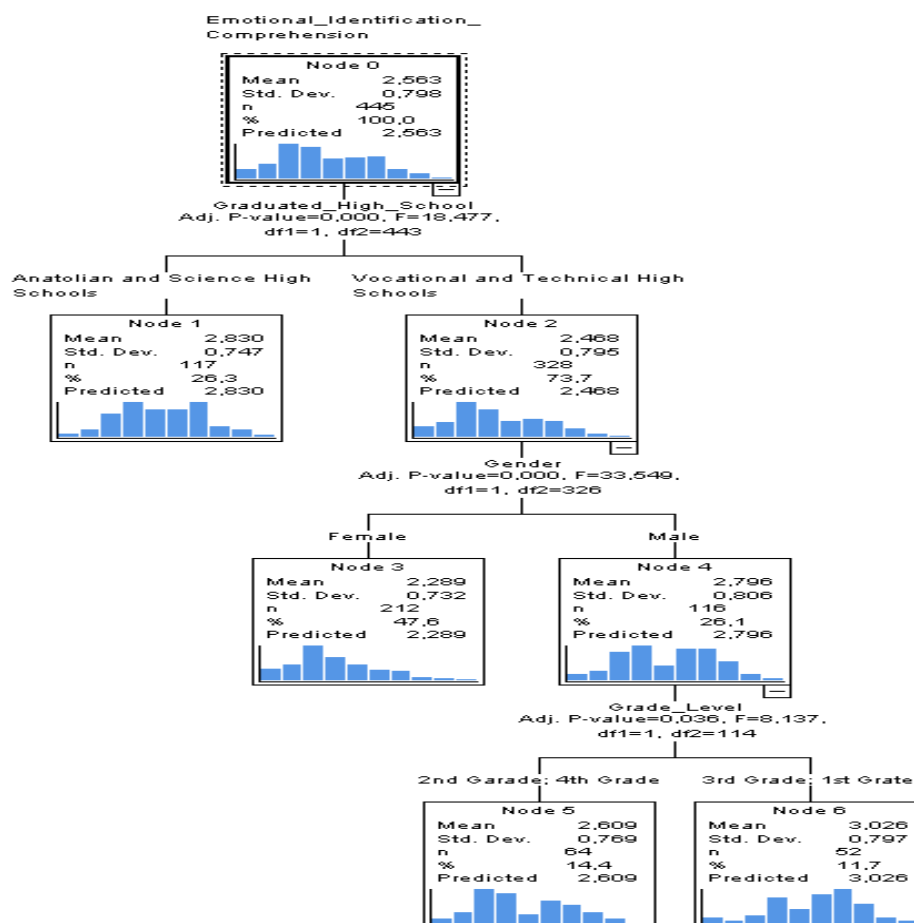 Emotional_Identification_
Comprehension
Node 0
Mean 2,563
Std. Dev. 0,798
n 445
% 100,0
Predicted 2,563
Graduated_High_School
Adj. P-value=0,000, F=18,477,
df1=1, df2=443
Anatolian and Science High
Schools
Vocational and Technical High
Schools
Node 1
Mean 2,830
Std. Dev. 0,747
n 117
% 26,3
Predicted 2,830
Node 2
Mean 2,468
Std. Dev. 0,795
n 328
% 73,7
Predicted 2,468
Gender
Adj. P-value=0,000, F=33,549,
df1=1, df2=326
Female
Male
Node 3
Mean 2,289
Std. Dev. 0,732
n 212
% 47,6
Predicted 2,289
Node 4
Mean 2,796
Std. Dev. 0,806
n 116
% 26,1
Predicted 2,796
Grade_Level
Adj. P-value=0,036, F=8,137,
df1=1, df2=114
2nd Garade; 4th Grade
3rd Grade; 1st Grate
Node 5
Mean 2,609
Std. Dev. 0,769
n 64
% 14,4
Predicted 2,609
Node 6
Mean 3,026
Std. Dev. 0,797
n 52
% 11,7
Predicted 3,026